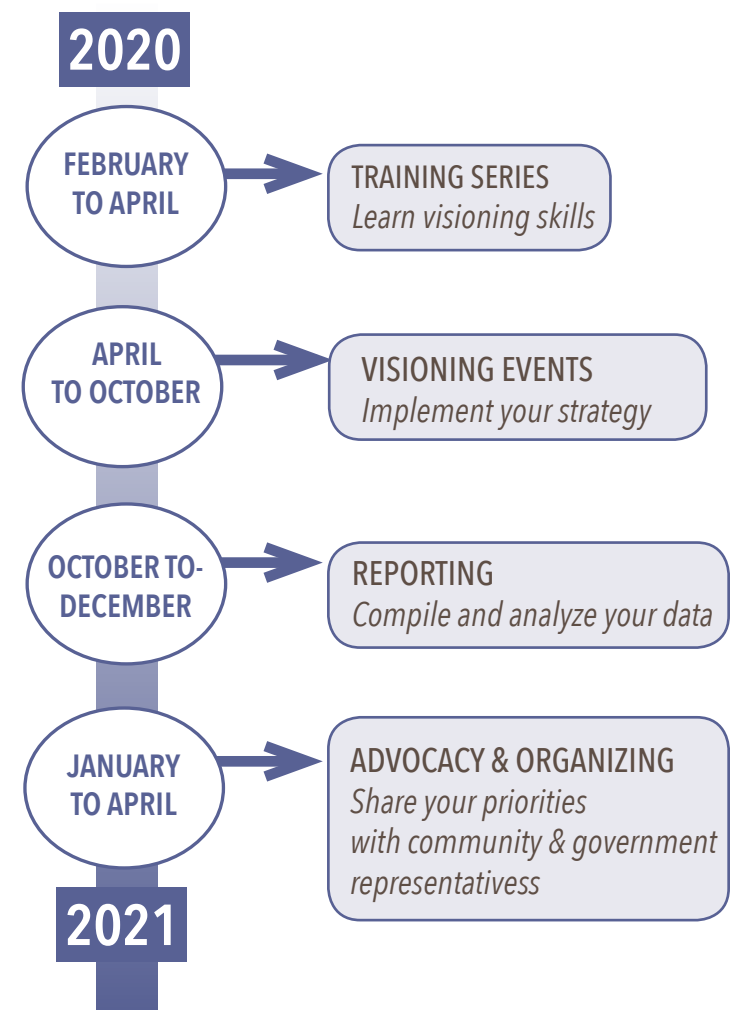 2020
FEBRUARY
TO APRIL
TRAINING SERIES
Learn visioning skills
APRIL
TO OCTOBER
VISIONING EVENTS
Implement your strategy
OCTOBER TO-
DECEMBER
REPORTING
Compile and analyze your data
JANUARY
TO APRIL
ADVOCACY & ORGANIZING
Share your priorities
with community & government
representativess
2021